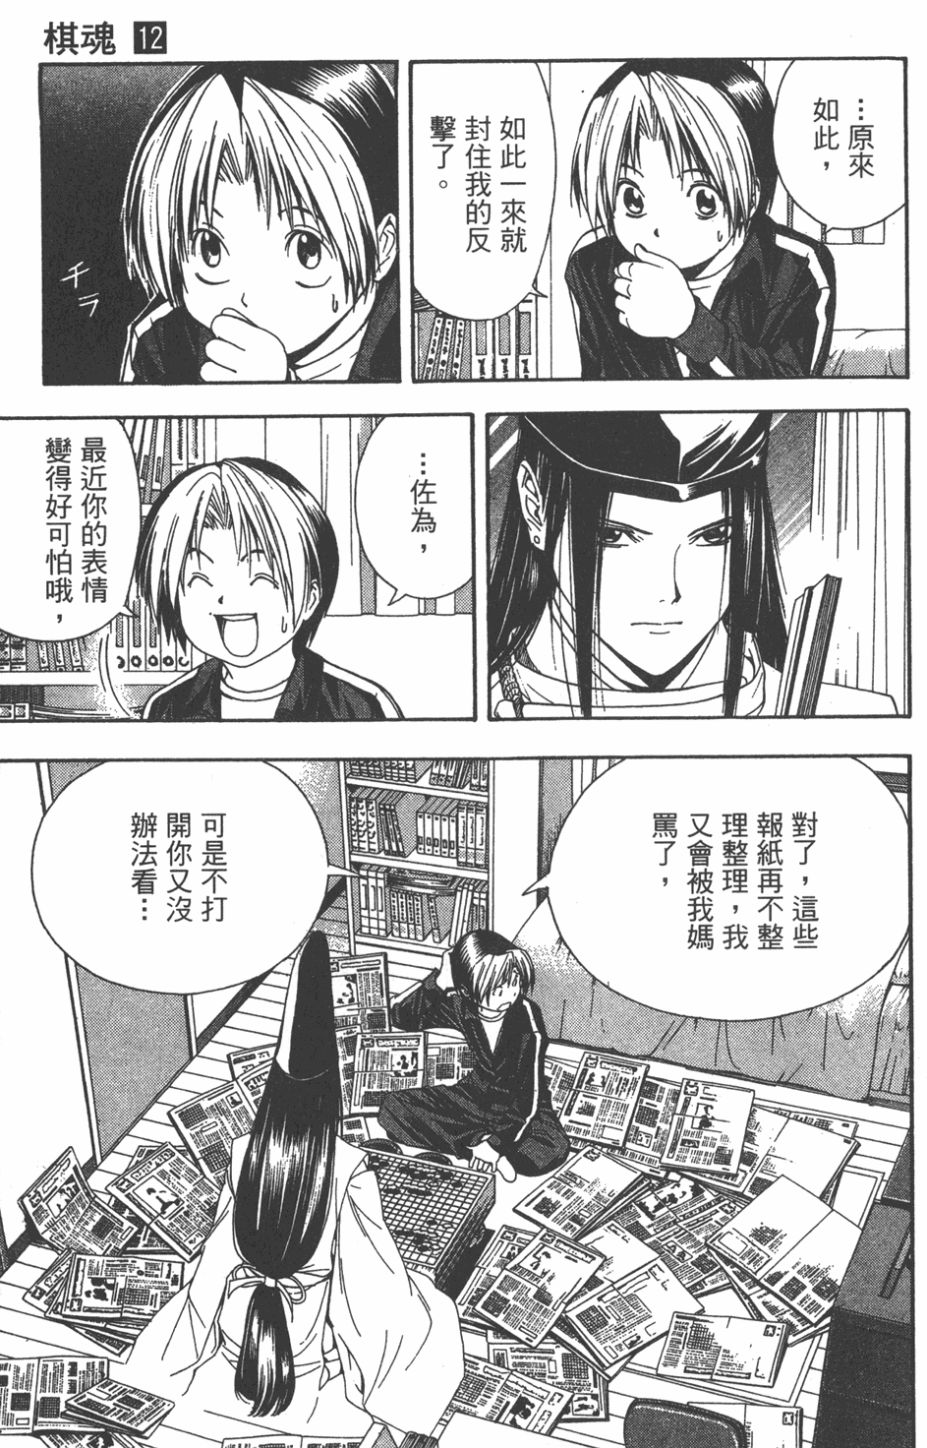 棋魂 12
…原來
如此，
如此一來就
封住我的反
擊了。
チラ
…佐為，
最近你的表情
變得好可怕哦，
對了，這些
報紙再不整
理整理，我
又會被我媽
罵了，
可是不打
開你又沒
辦法看…